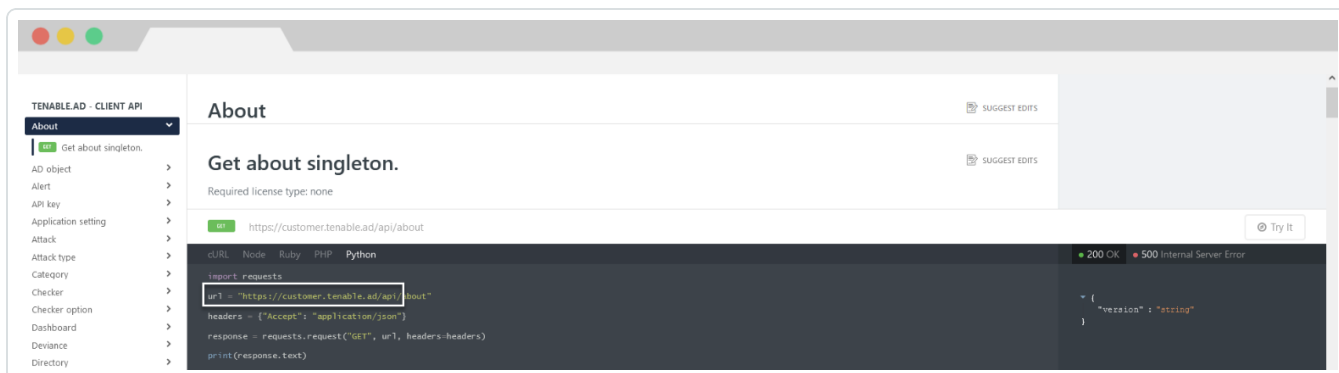 TENABLE.AD - CLIENT API
About
GET Get about singleton.
AD object
Alert
API key
Application setting
Attack
Attack type
Category
Checker
Checker option
Dashboard
Deviance
Directory
About
SUGGEST EDITS
Get about singleton.
SUGGEST EDITS
Required license type: none
GET https://customer.tenable.ad/api/about
Try It
cURL Node Ruby PHP Python
import requests
url = "https://customer.tenable.ad/api/about"
headers = {"Accept": "application/json"}
response = requests.request("GET", url, headers=headers)
print(response.text)
200 OK 500 Internal Server Error
{
"version" : "string"
}